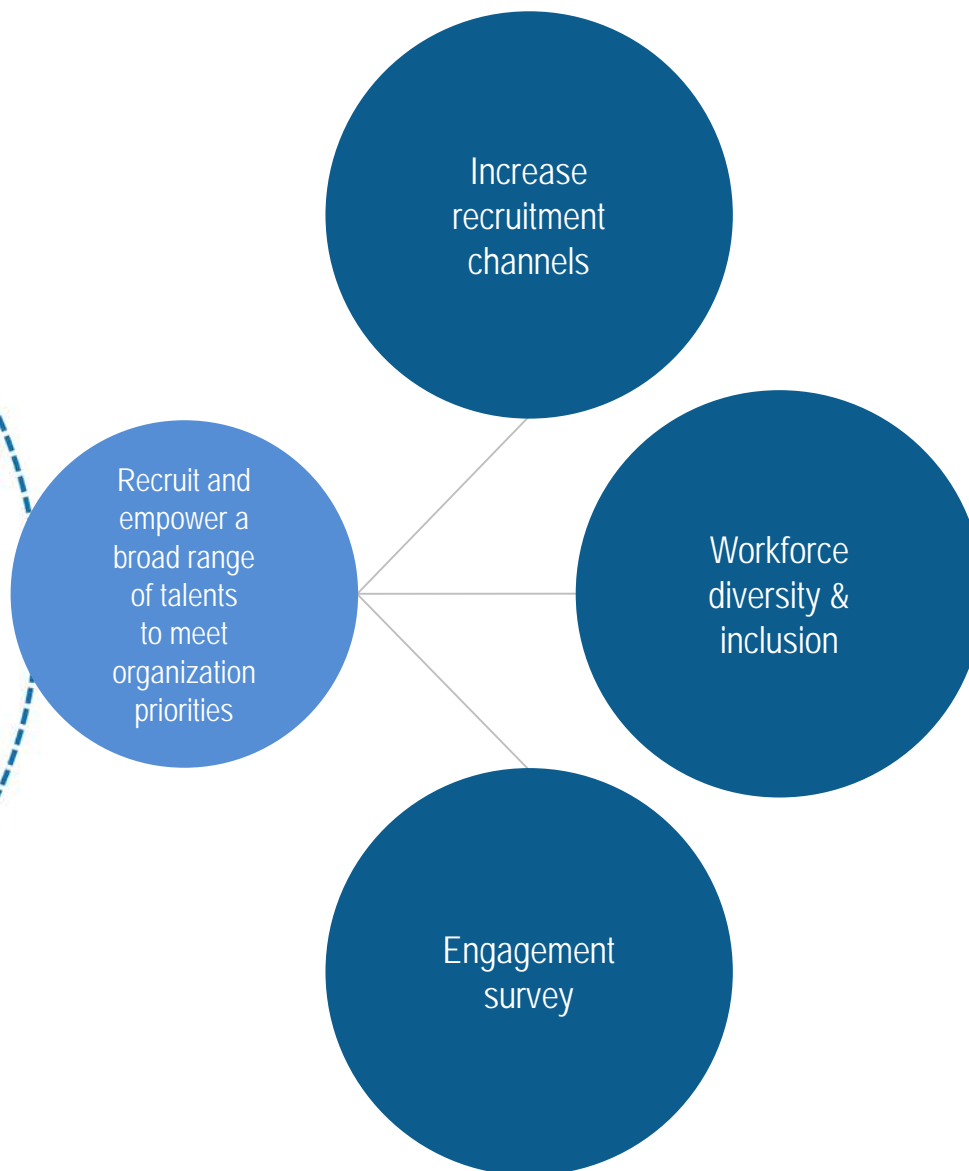 Increase
recruitment
channels
Recruit and
empower a
broad range
of talents
to meet
organization
priorities
Workforce
diversity &
inclusion
Engagement
survey